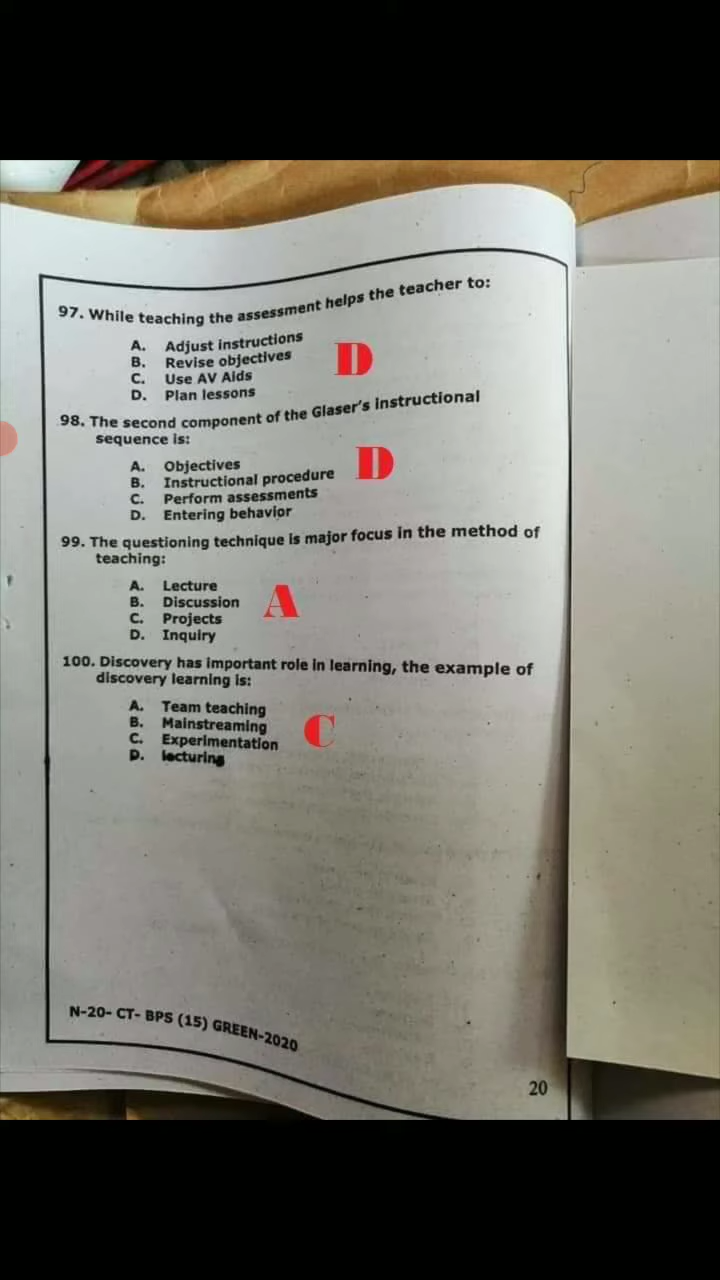 97. While teaching the assessment helps the teacher to:
A. Adjust instructions
B. Revise objectives
C. Use AV Aids
D. Plan lessons
D
98. The second component of the Glaser's instructional
sequence is:
A. Objectives
B. Instructional procedure
C. Perform assessments
D. Entering behavior
D
99. The questioning technique is major focus in the method of
teaching:
A. Lecture
B. Discussion
C. Projects
D. Inquiry
A
100. Discovery has important role in learning, the example of
discovery learning is:
A. Team teaching
B. Mainstreaming
C. Experimentation
D. lecturing
C
N-20- CT- BPS (15) GREEN-2020
20